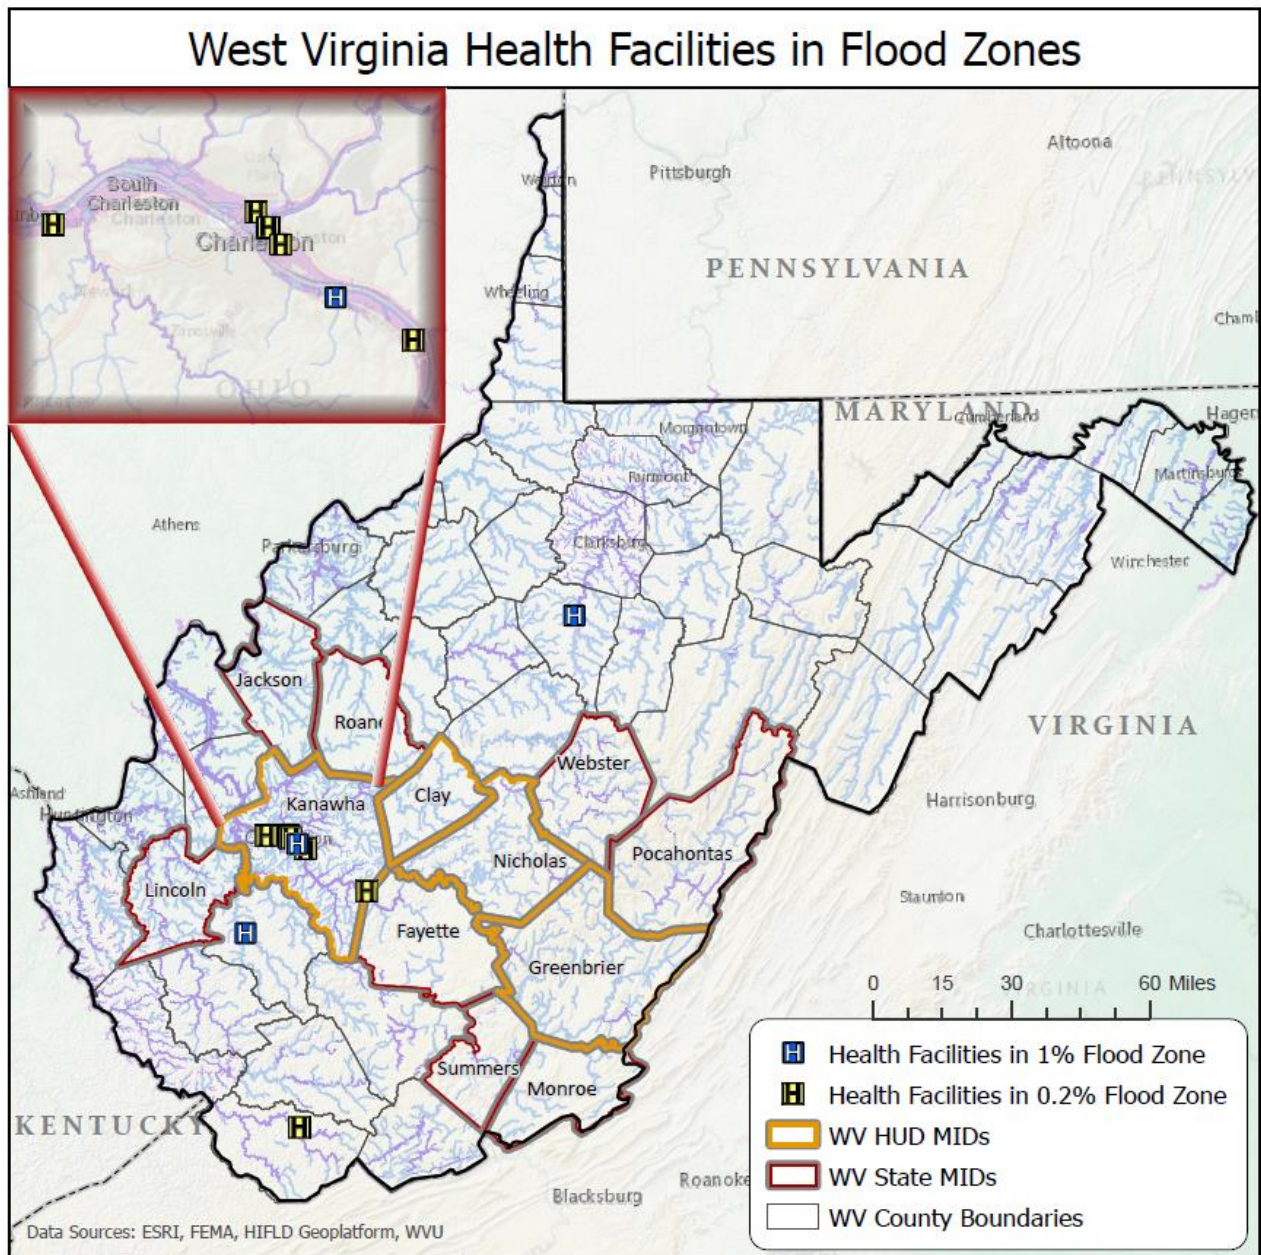 West Virginia Health Facilities in Flood Zones
South
Charleston
Charleston
OHIO
Altoona
Pittsburgh
Weirton
PENNSYLVANIA
Wheeling
MARYLAND
Cumberland
Hager
Morgantown
Fairmont
Martinsburg
Athens
Parkersburg
Clarksburg
Winchester
Jackson
Roane
VIRGINIA
Webster
Ashland
Huntington
Kanawha
Clay
Harrisonburg
Nicholas
Pocahontas
Lincoln
Staunton
Fayette
Charlottesville
Greenbrier
0 15 30 60 Miles
VIRGINIA
Summers
Monroe
KENTUCKY
Roanoke
Blacksburg
H Health Facilities in 1% Flood Zone
H Health Facilities in 0.2% Flood Zone
WV HUD MIDs
WV State MIDs
WV County Boundaries
Data Sources: ESRI, FEMA, HIFLD Geoplatform, WVU